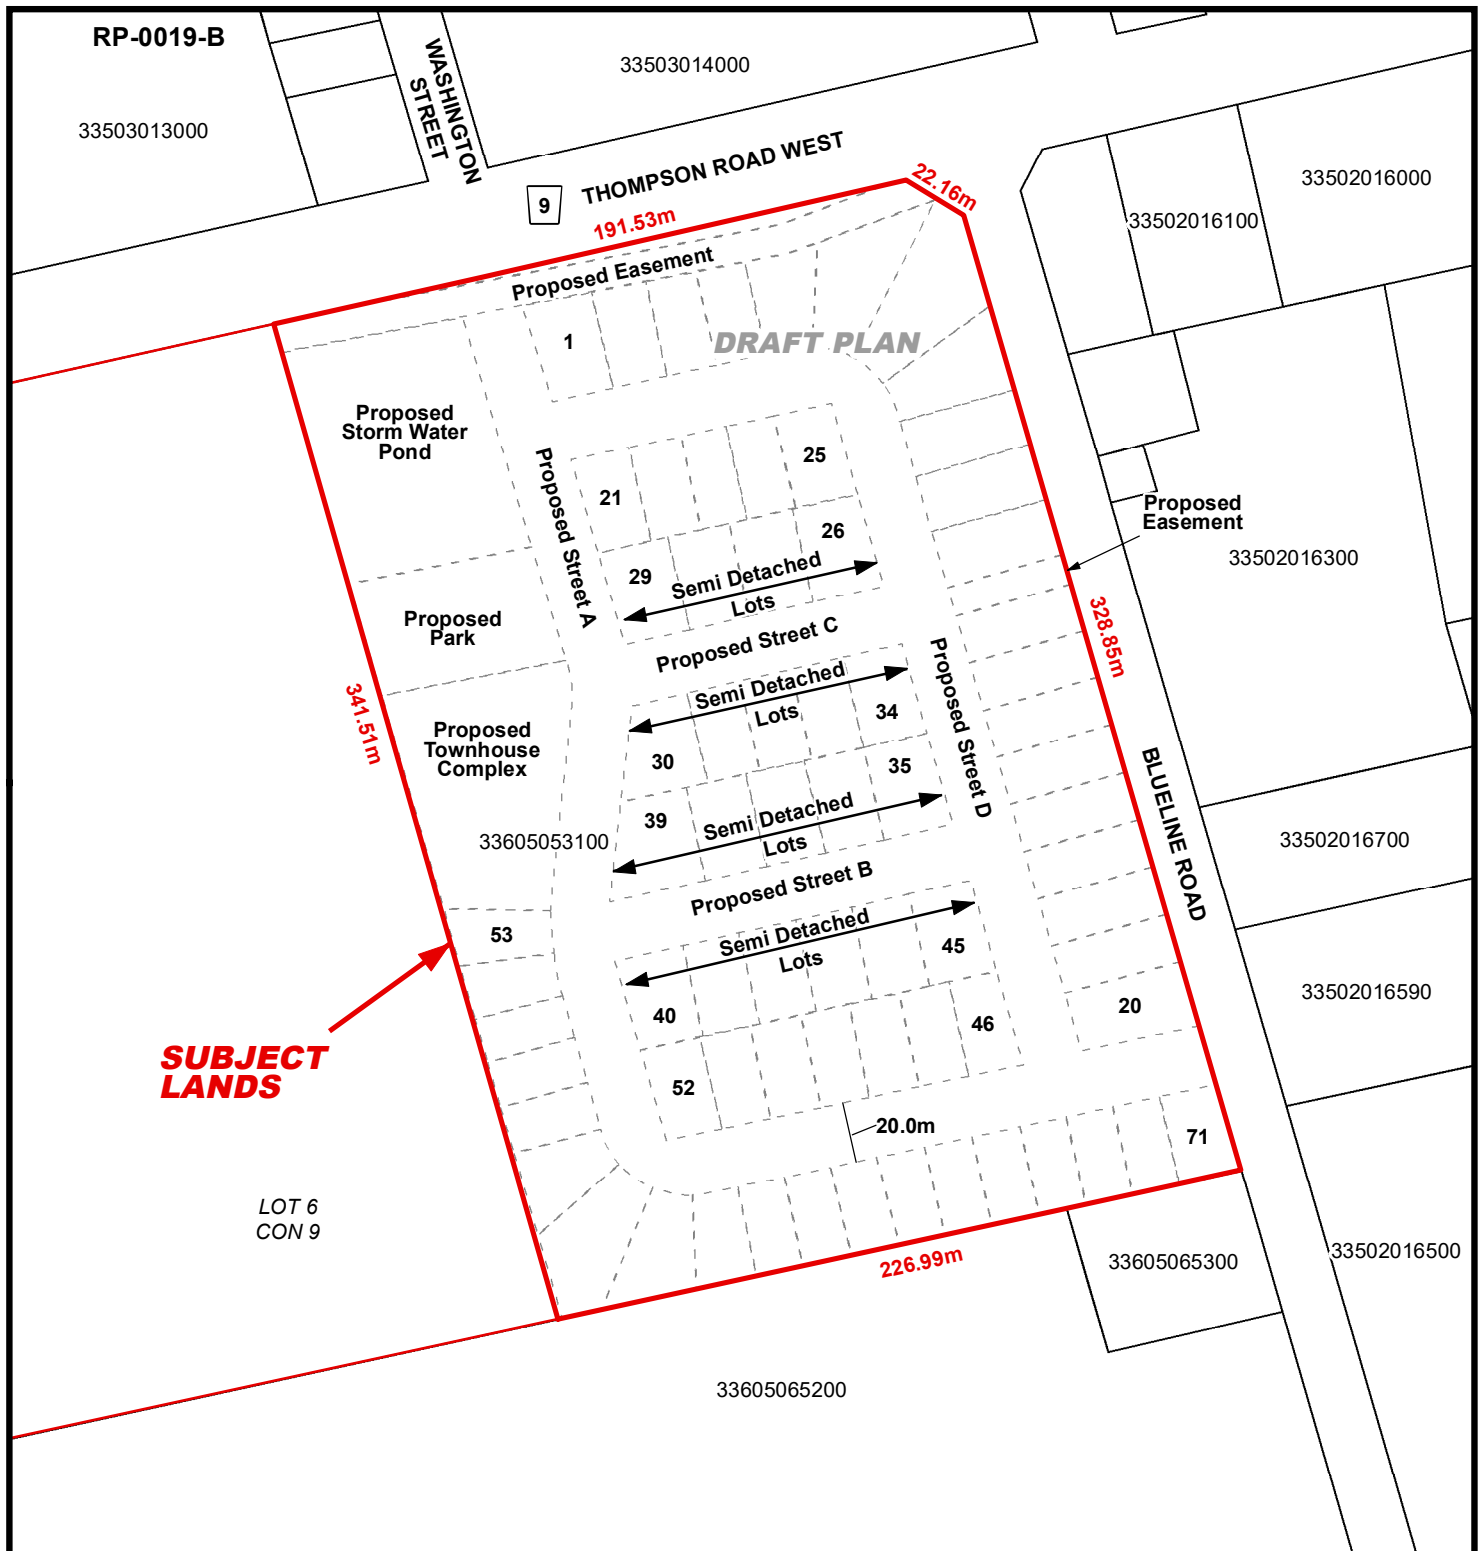 RP-0019-B
WASHINGTON
STREET
33503014000
33503013000
THOMPSON ROAD WEST
9
191.53m
22.16m
33502016000
33502016100
Proposed Easement
1
DRAFT PLAN
Proposed
Storm Water
Pond
Proposed Street A
21
25
26
29
Semi Detached
Lots
Proposed
Easement
33502016300
Proposed
Park
Proposed Street C
328.85m
341.51m
Semi Detached
Lots
Proposed Street D
30
34
35
Proposed
Townhouse
Complex
39
Semi Detached
Lots
33605053100
BLUELINE ROAD
33502016700
Proposed Street B
53
Semi Detached
Lots
45
40
46
20
33502016590
SUBJECT
LANDS
52
20.0m
71
LOT 6
CON 9
226.99m
33605065300
33502016500
33605065200